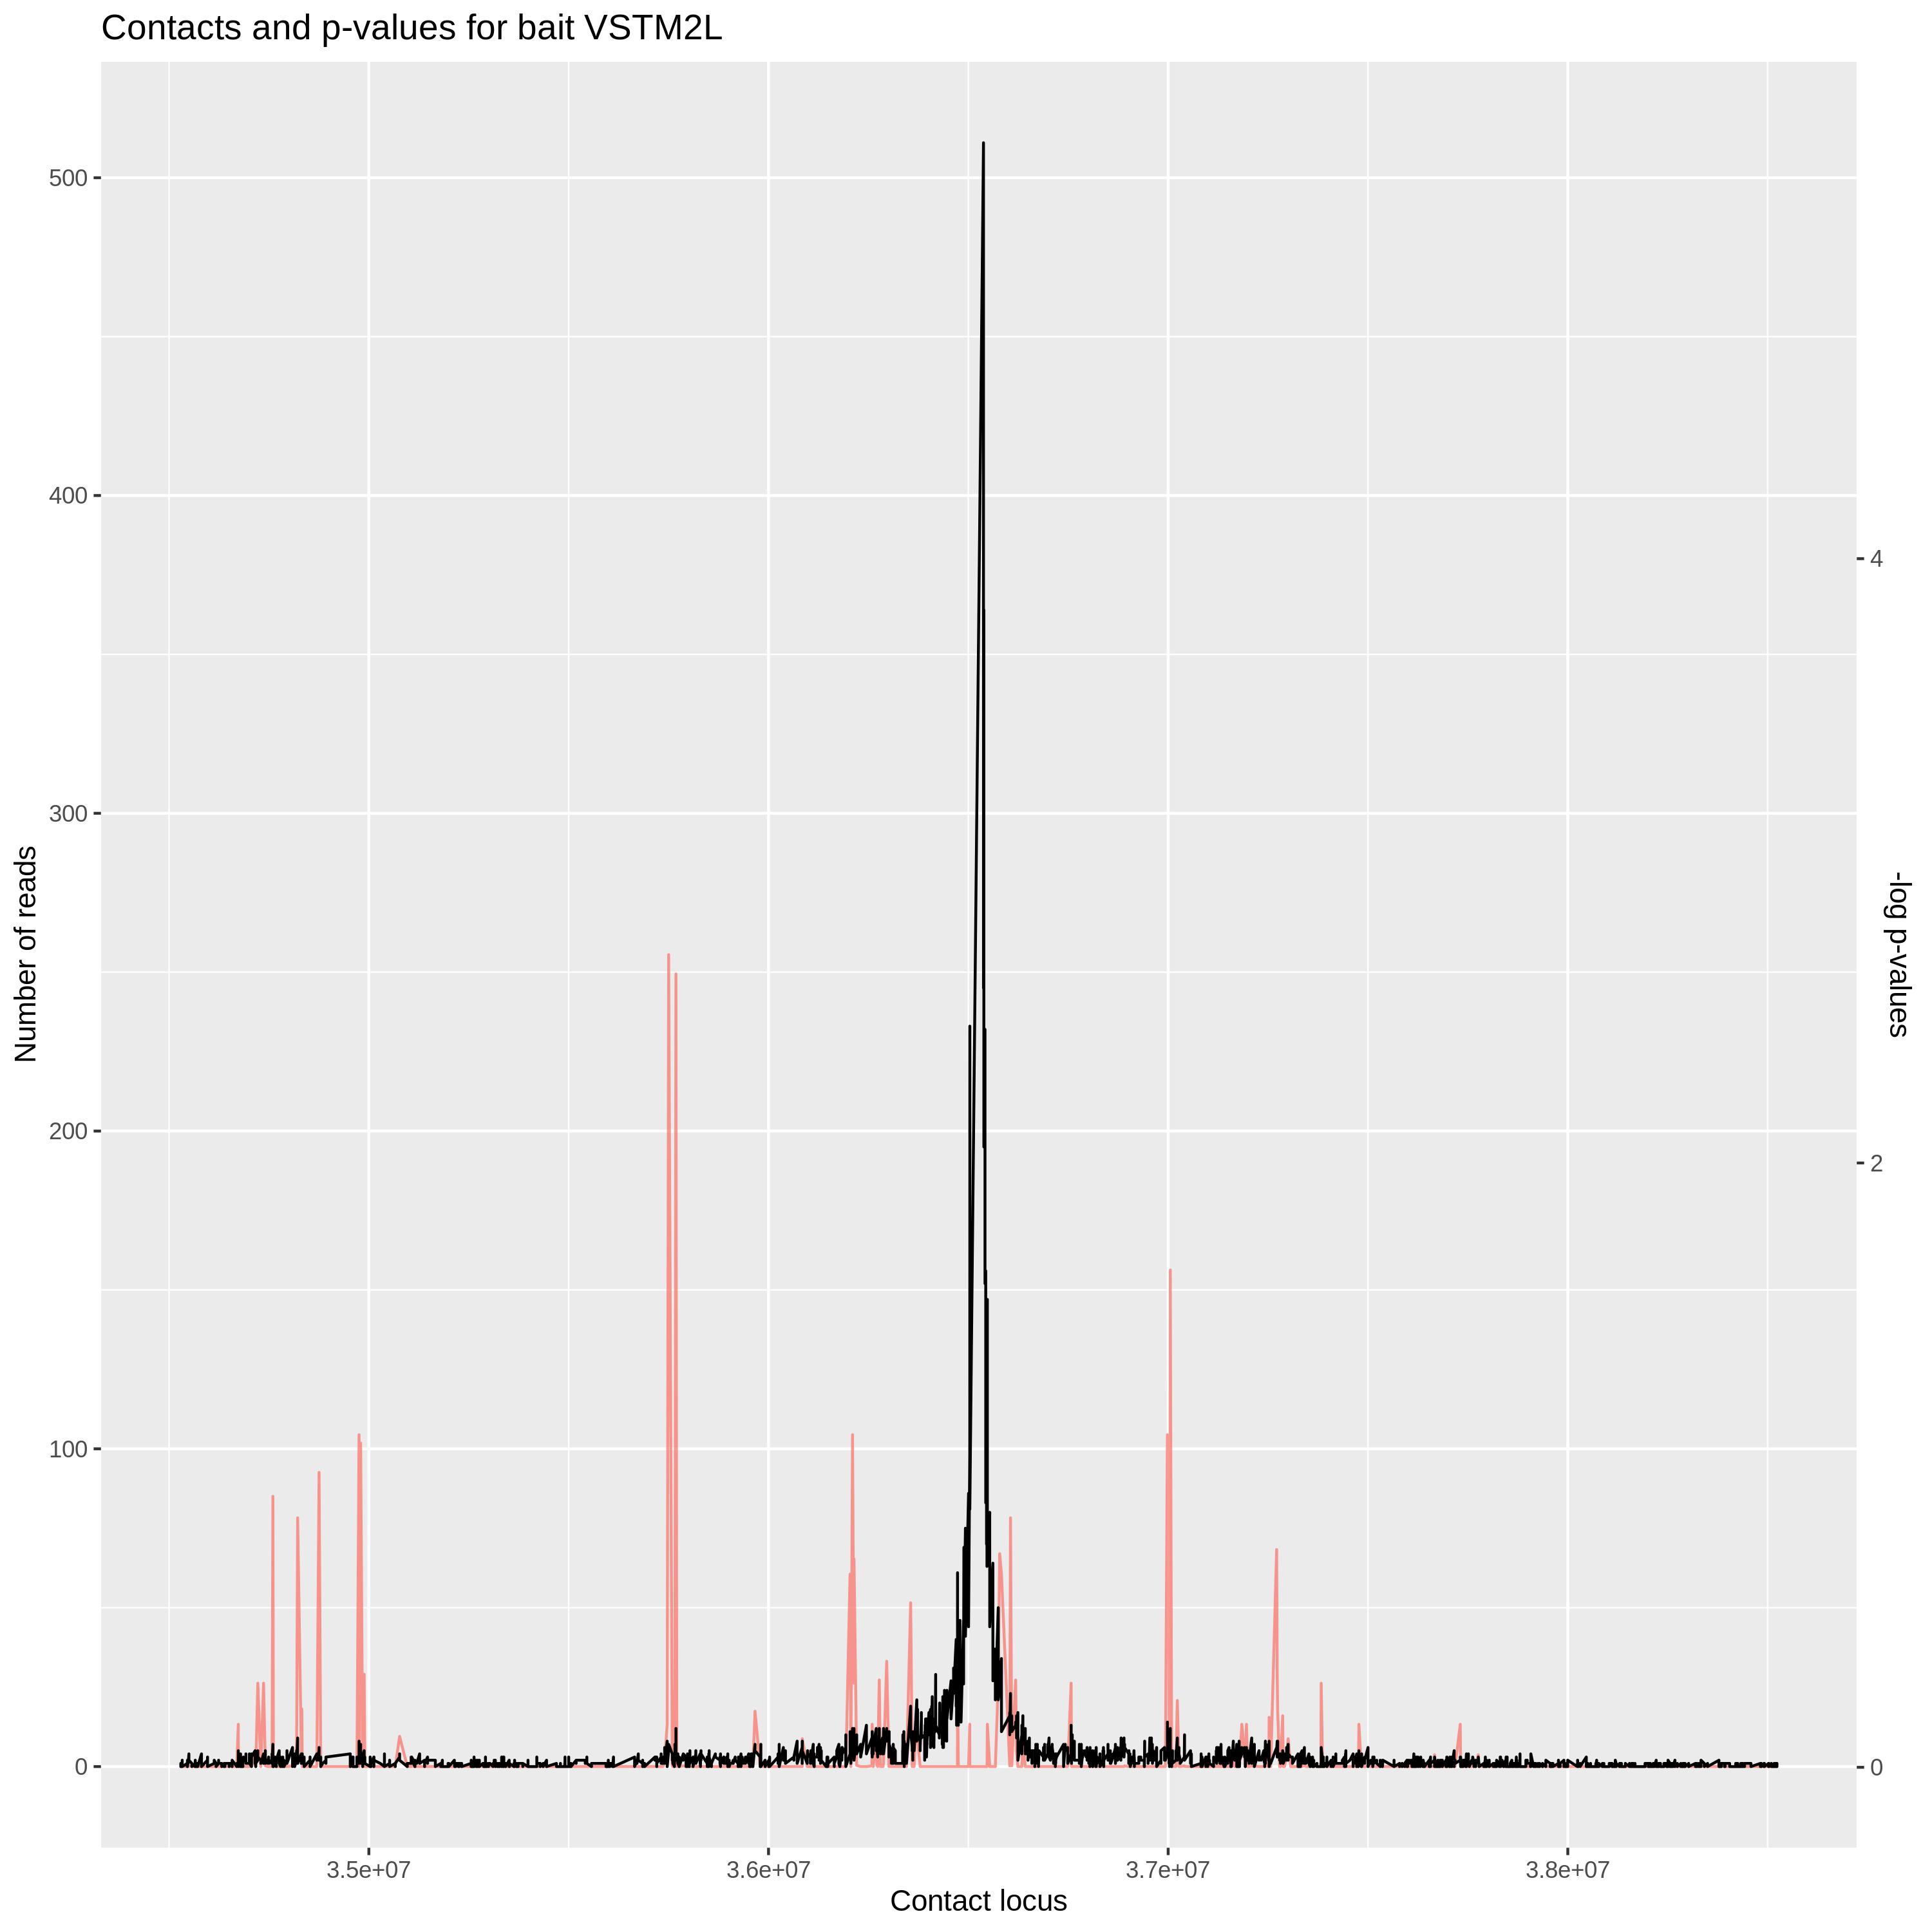 Contacts and p-values for bait VSTM2L
500
400
300
200
100
0
Number of reads
4
2
0
-log p-values
3.5e+07
3.6e+07
3.7e+07
3.8e+07
Contact locus